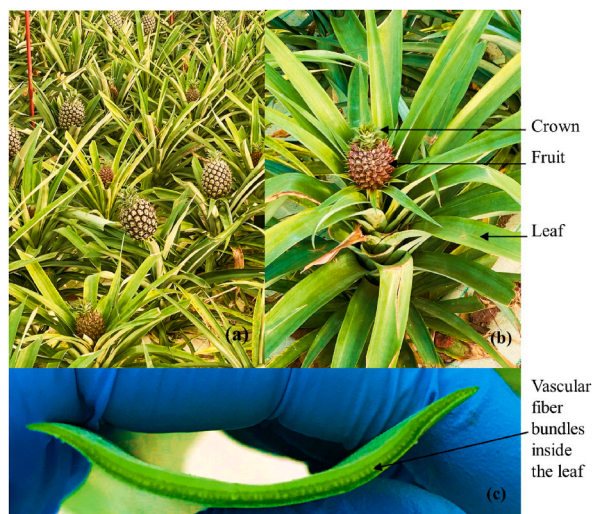 Crown
Fruit
Leaf
(a)
(b)
Vascular
fiber
bundles
inside
the leaf
(c)